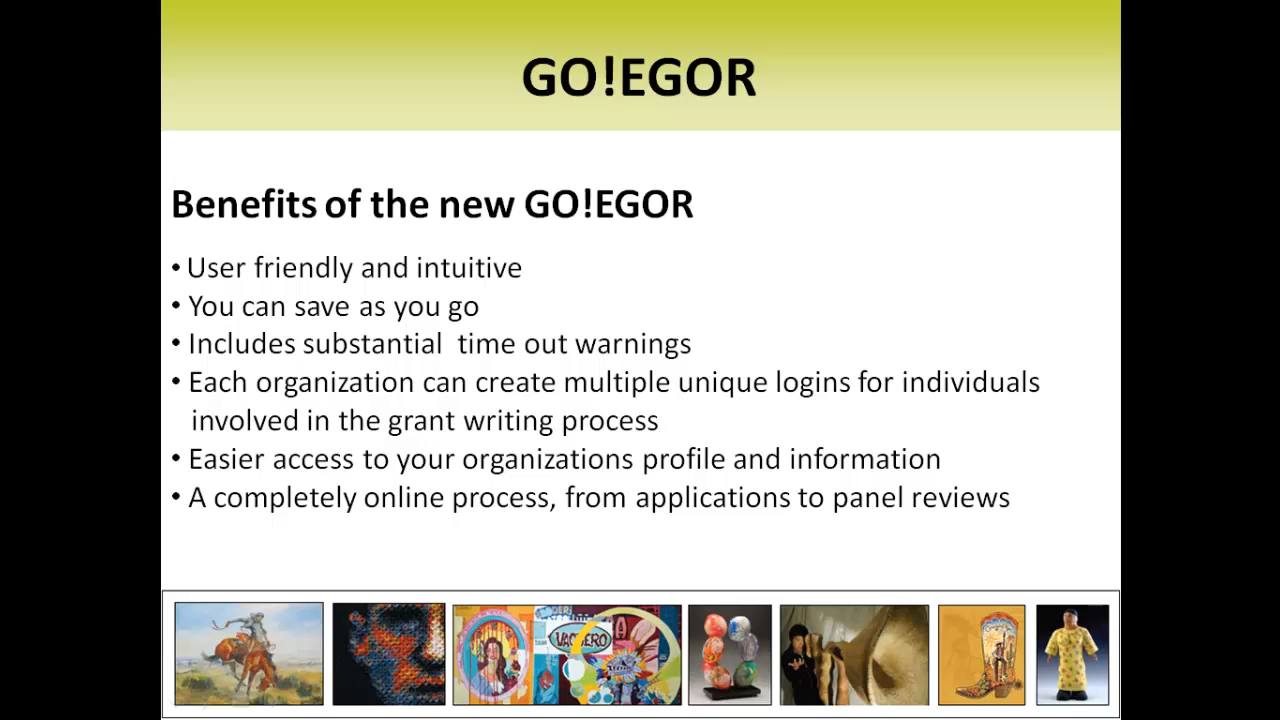 GO!EGOR
Benefits of the new GO!EGOR
• User friendly and intuitive
• You can save as you go
• Includes substantial  time out warnings
• Each organization can create multiple unique logins for individuals
involved in the grant writing process
• Easier access to your organizations profile and information
• A completely online process, from applications to panel reviews
VAQUERO